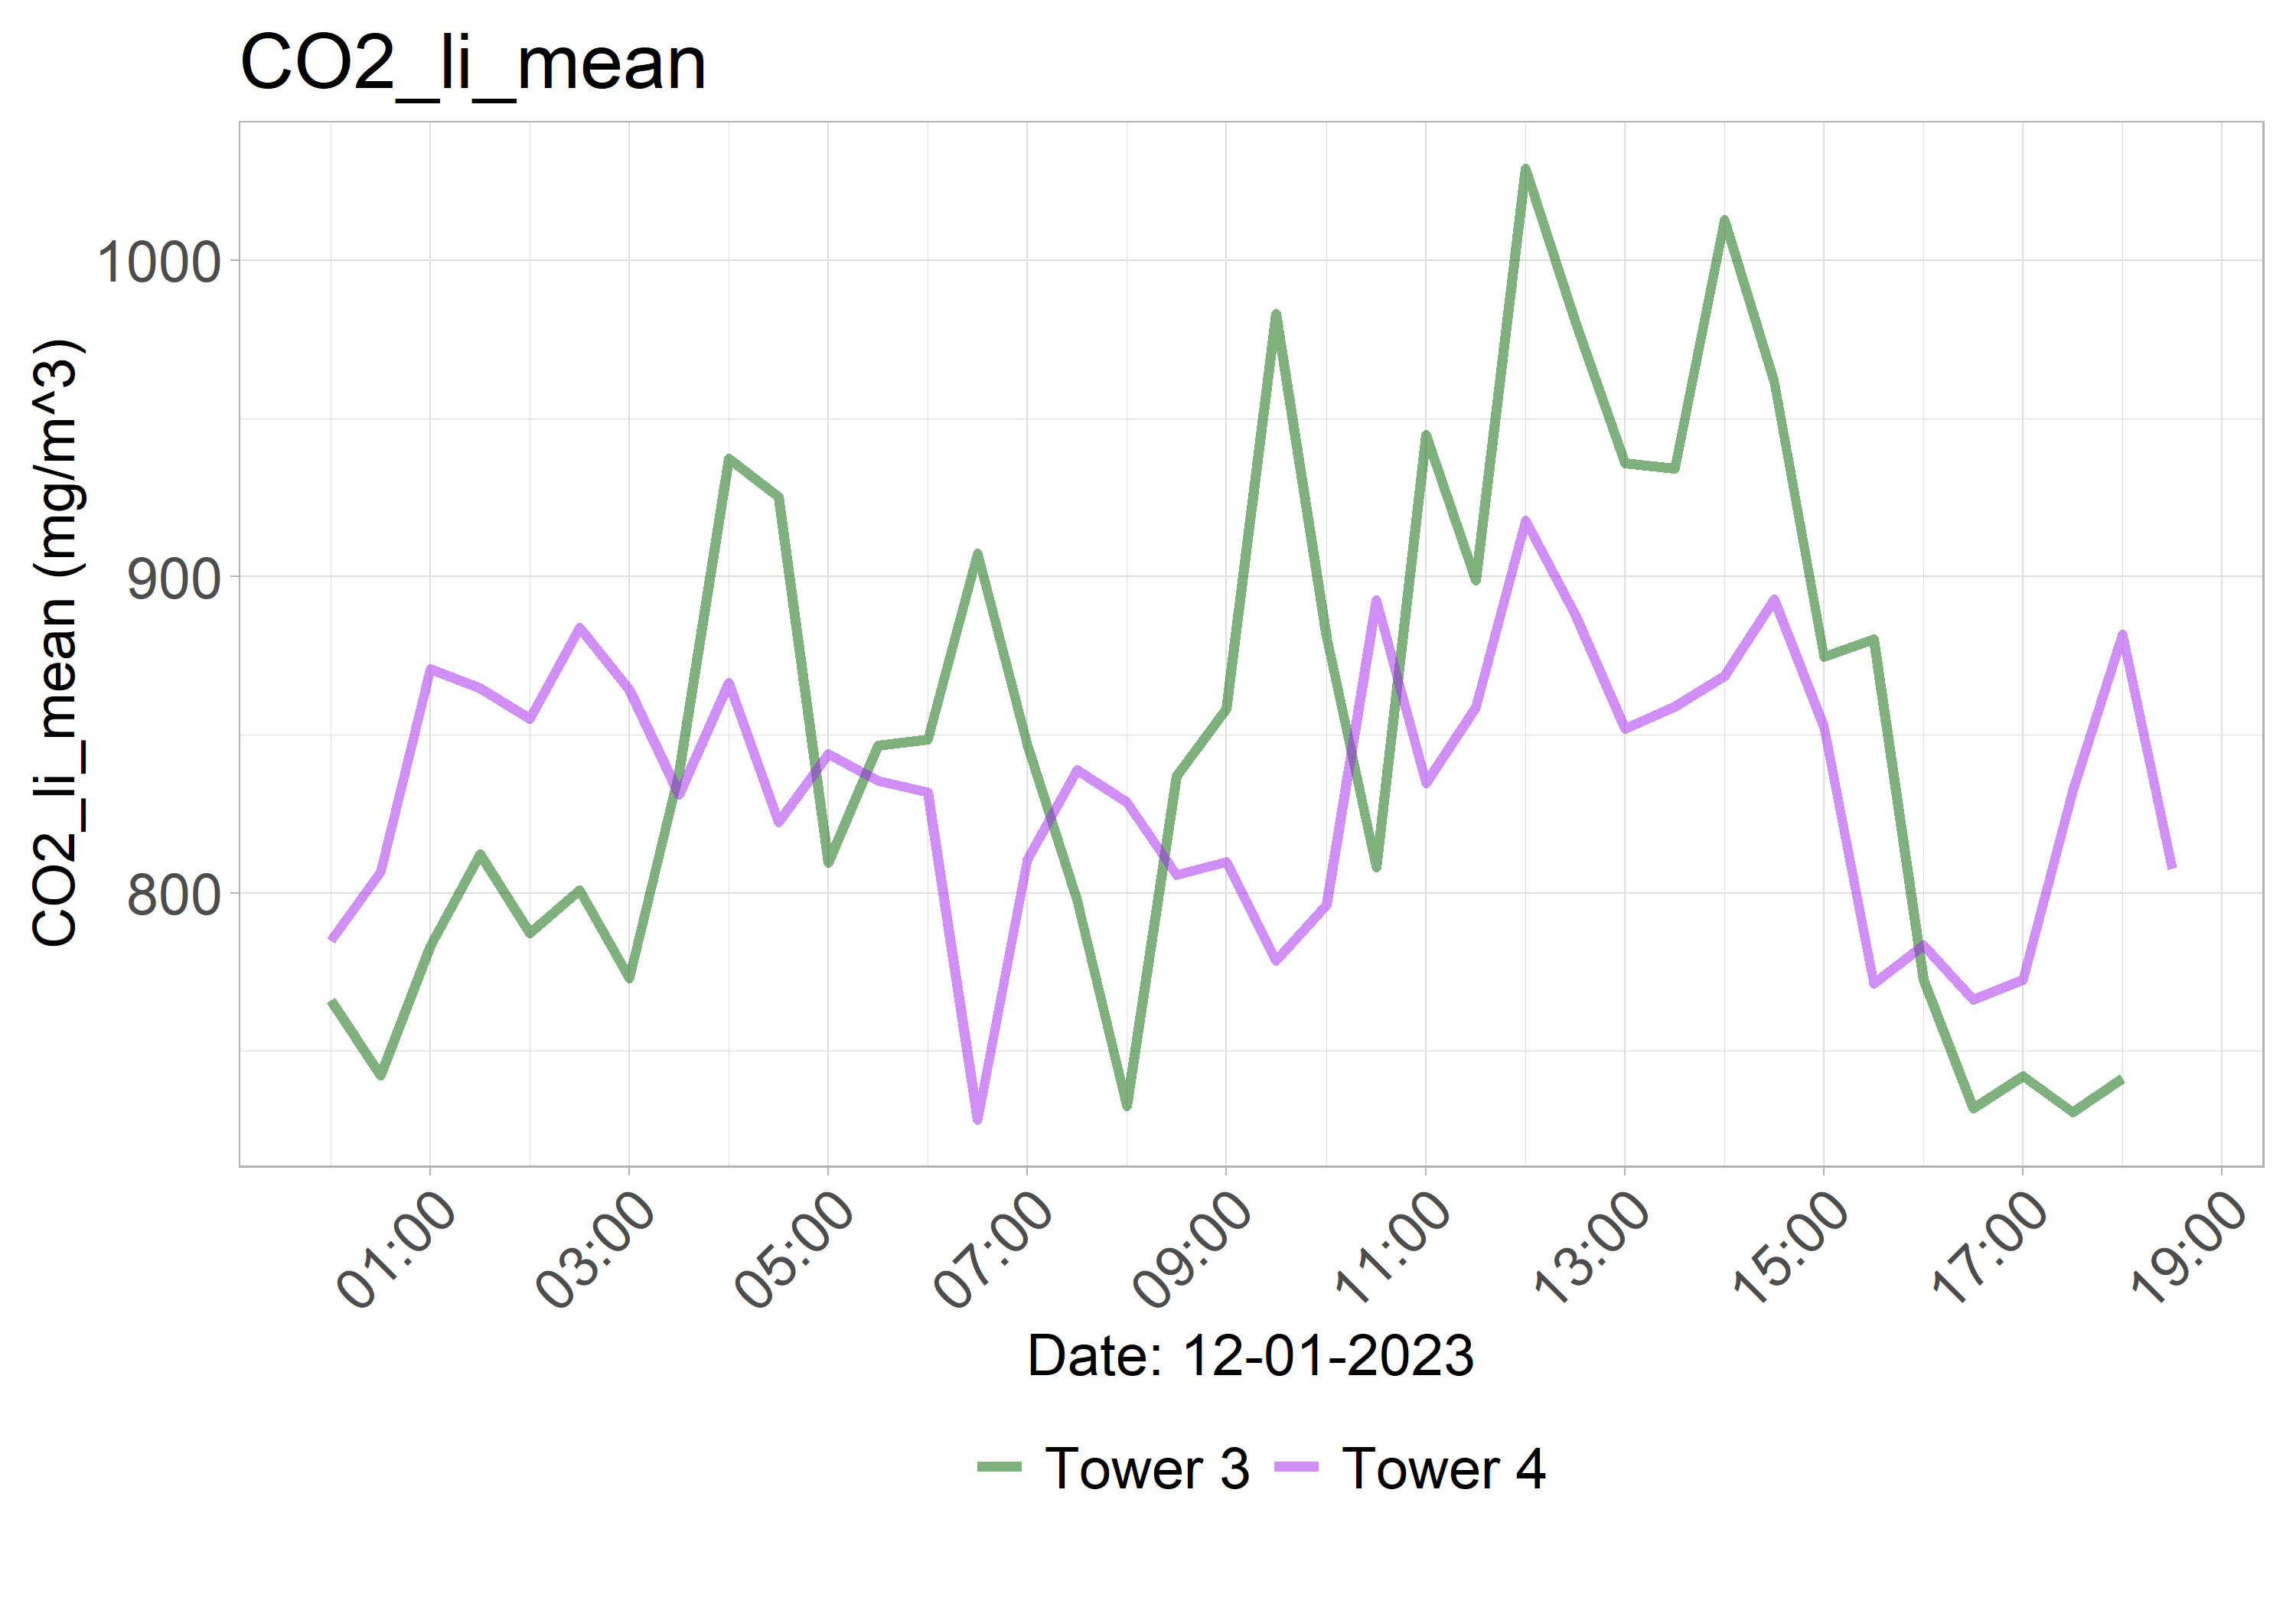 CO2_li_mean
CO2_li_mean (mg/m^3)
1000
900
800
01:00
03:00
05:00
07:00
09:00
11:00
13:00
15:00
17:00
19:00
Date: 12-01-2023
Tower 3
Tower 4